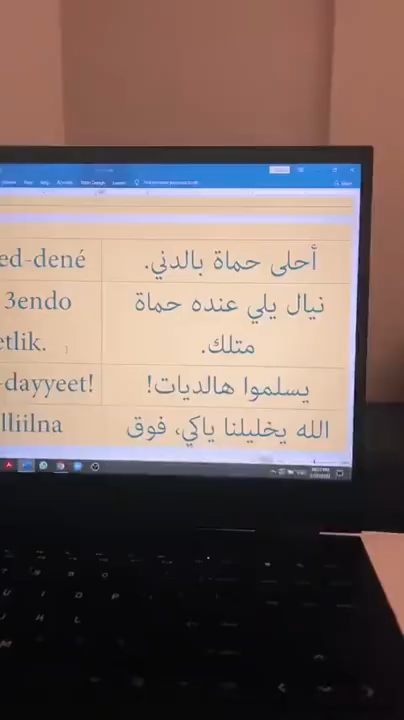 ed-dené أحلى حماة بالدني.
3endo نيال يلي عنده حماة
etlik. متلك.
-dayyeet! يسلموا هالديات!
lliilna الله يخليلنا ياكي، فوق